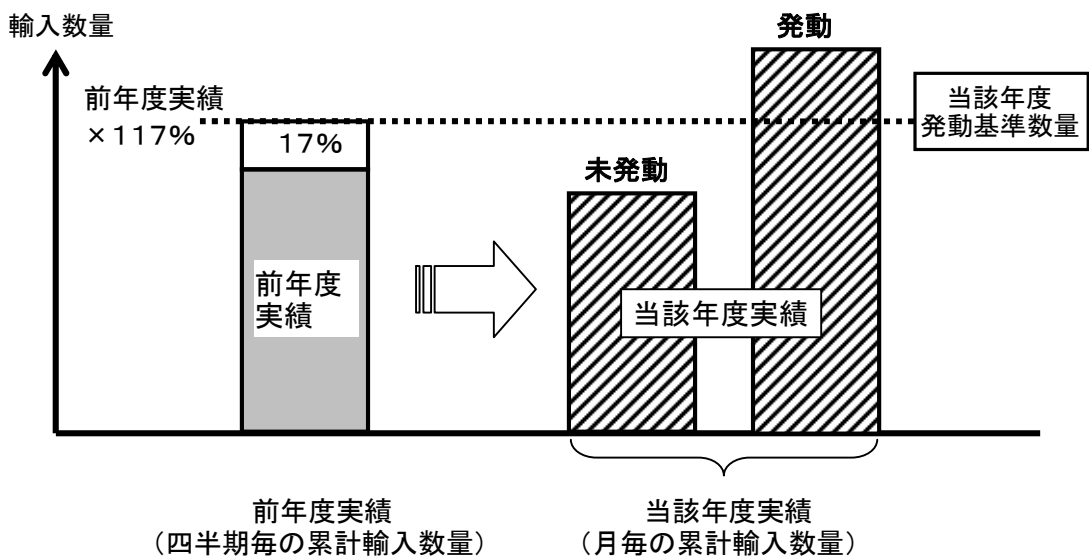 輸入数量
発動
前年度実績
×117%
17%
当該年度
発動基準数量
未発動
前年度
実績
当該年度実績
前年度実績
（四半期毎の累計輸入数量）
当該年度実績
（月毎の累計輸入数量）